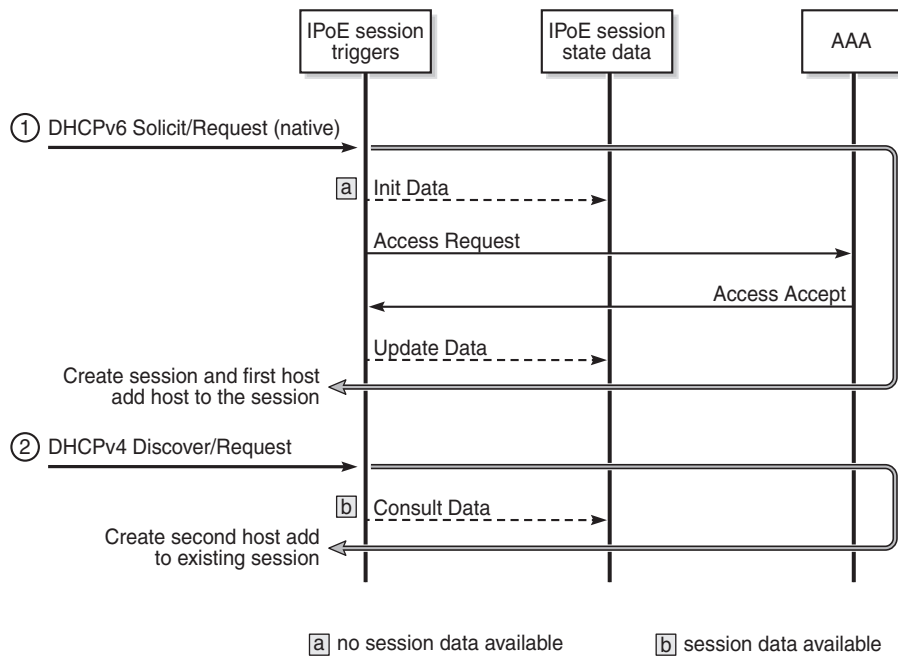 IPoE session
triggers
IPoE session
state data
AAA
1 DHCPv6 Solicit/Request (native)
a Init Data
Access Request
Access Accept
Update Data
Create session and first host
add host to the session
2 DHCPv4 Discover/Request
b Consult Data
Create second host add
to existing session
a no session data available
b session data available